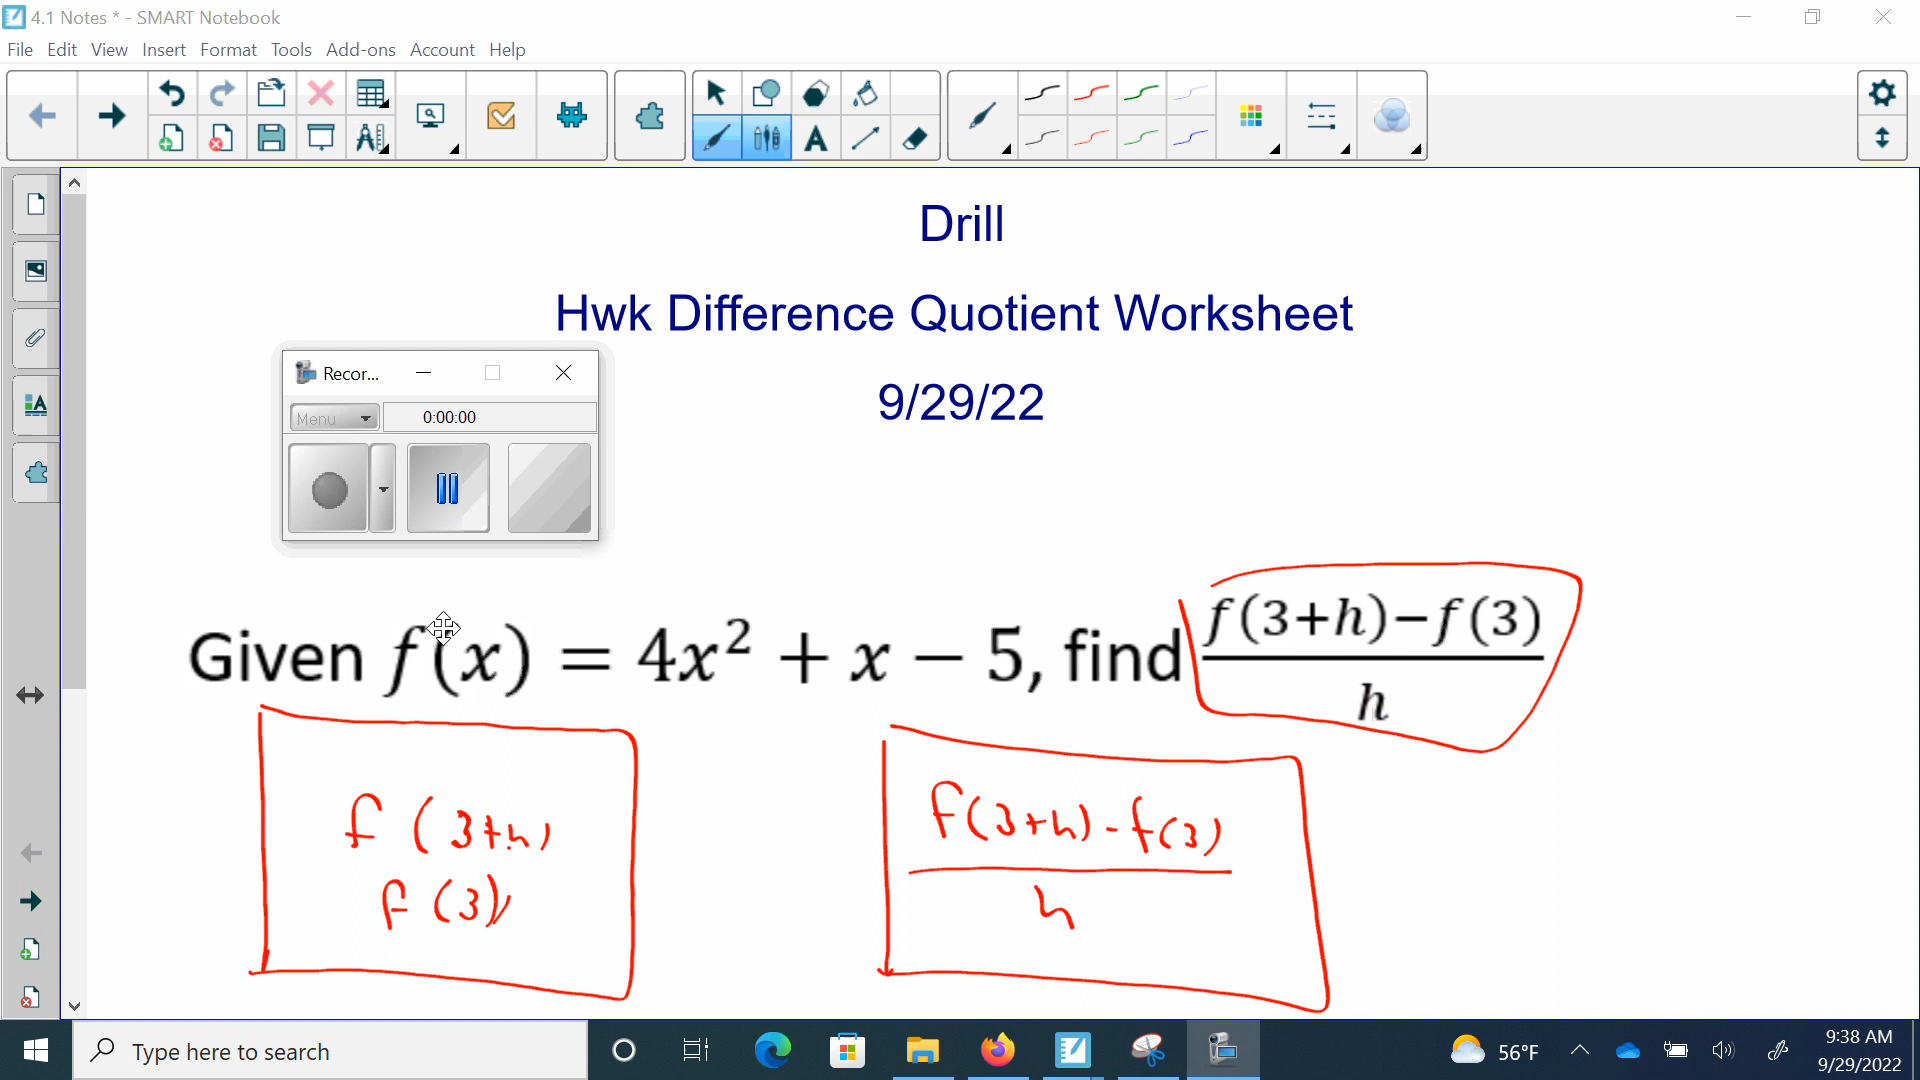 4.1 Notes * - SMART Notebook
File Edit View Insert Format Tools Add-ons Account Help
Drill
Hwk Difference Quotient Worksheet
9/29/22
Recor...
Menu 0:00:00
Given f(x) = 4x² + x − 5, find f(3+h)−f(3)
h
f (3+h)
f (3)
f(3+h) - f(3)
h
Type here to search
56°F
9:38 AM
9/29/2022